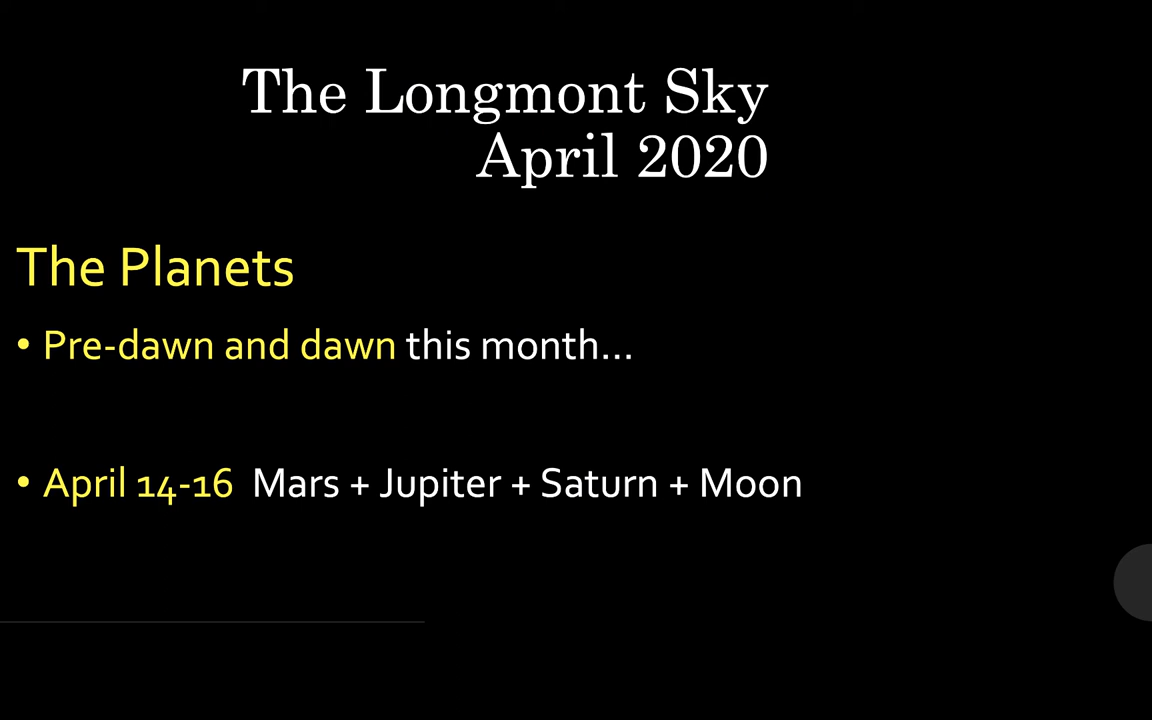 The Longmont Sky
April 2020
The Planets
• Pre-dawn and dawn this month...
• April 14-16 Mars + Jupiter + Saturn + Moon